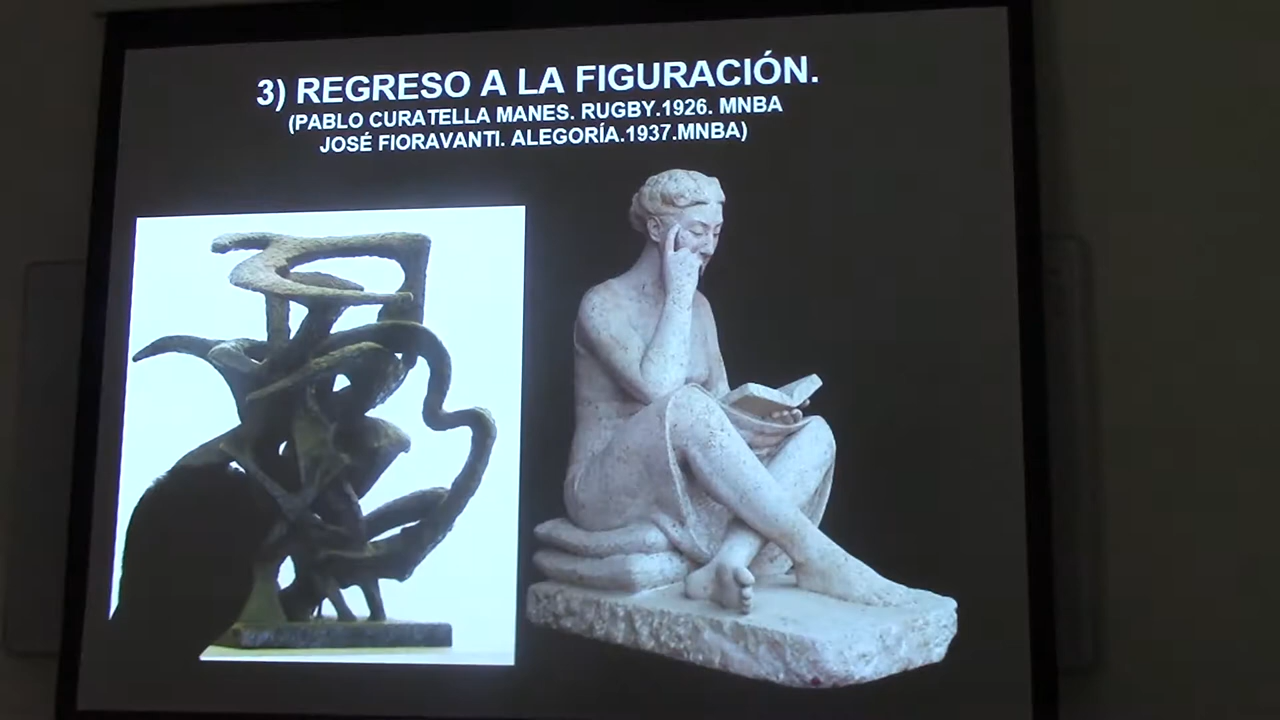 3) REGRESO A LA FIGURACIÓN.
(PABLO CURATELLA MANES. RUGBY.1926. MNBA
JOSÉ FIORAVANTI. ALEGORÍA.1937.MNBA)